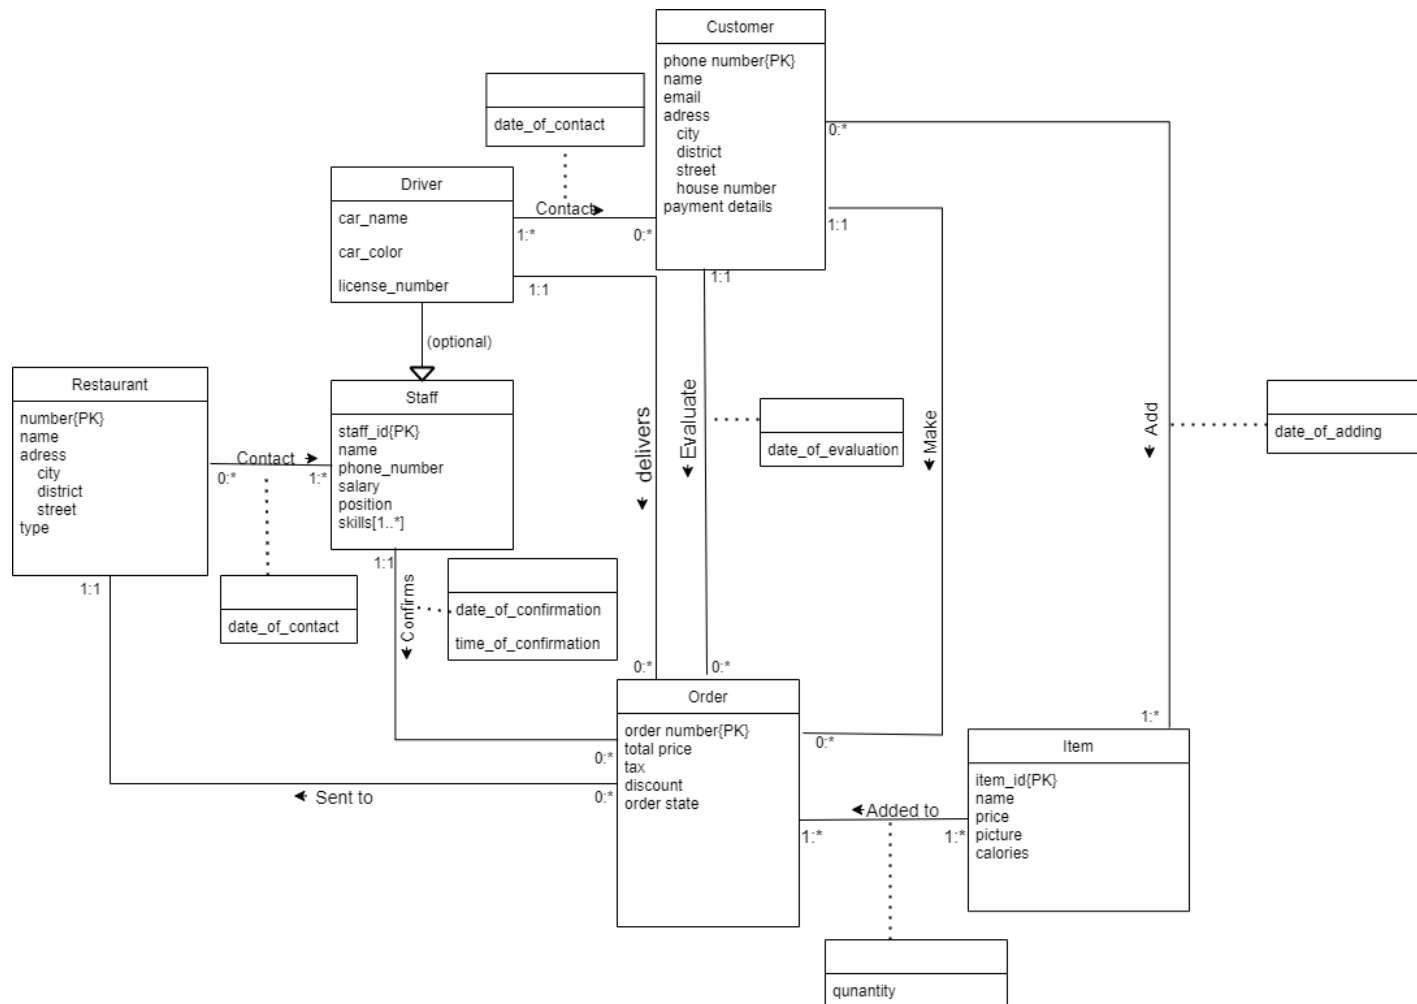 Customer
phone number{PK}
name
email
adress
city
district
street
house number
payment details
date_of_contact
Driver
car_name
car_color
license_number
Contact
1:*
0:*
0:*
1:1
1:1
1:1
(optional)
Restaurant
number{PK}
name
adress
city
district
street
type
Contact
0:*
1:*
Staff
staff_id{PK}
name
phone_number
salary
position
skills[1..*]
delivers
Evaluate
date_of_evaluation
Make
Add
date_of_adding
1:1
1:1
date_of_contact
Confirms
date_of_confirmation
time_of_confirmation
0:*
0:*
Order
order number{PK}
total price
tax
discount
order state
0:*
0:*
0:*
Sent to
1:*
Item
item_id{PK}
name
price
picture
calories
Added to
1:*
1:*
qunantity